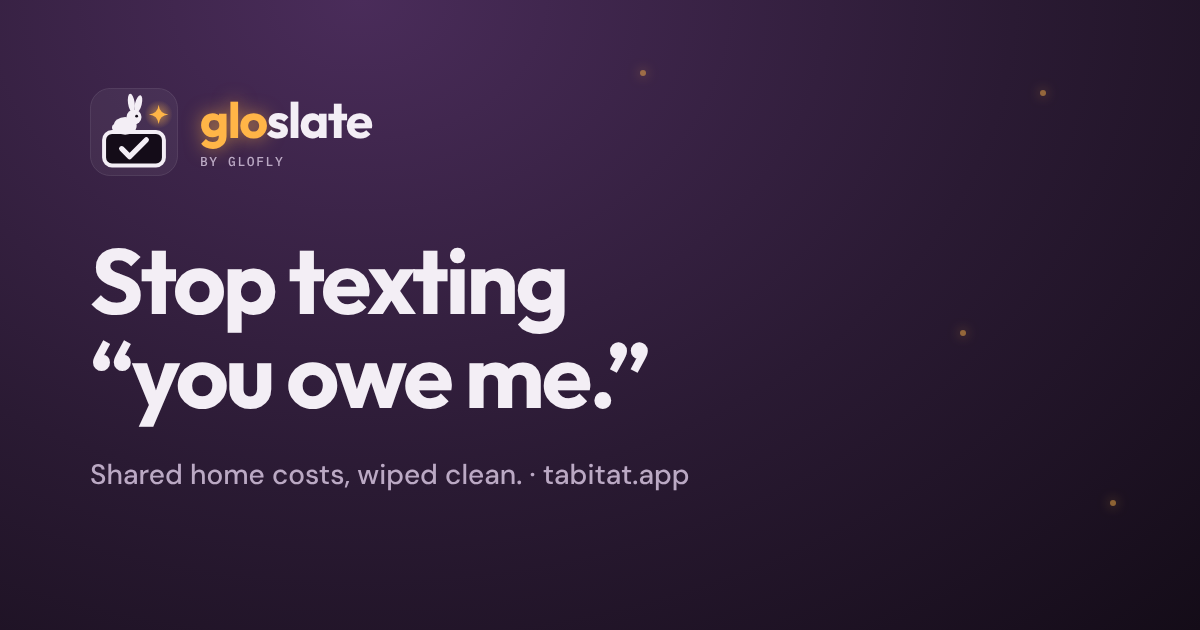 gloslate
BY GLOFLY
Stop texting
“you owe me.”
Shared home costs, wiped clean. · tabitat.app